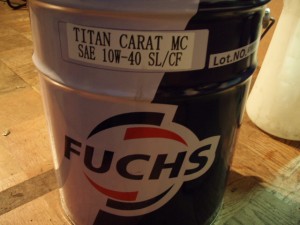 TITAN CARAT MC
SAE 10W-40 SL/CF
Lot.NO.
FUCHS